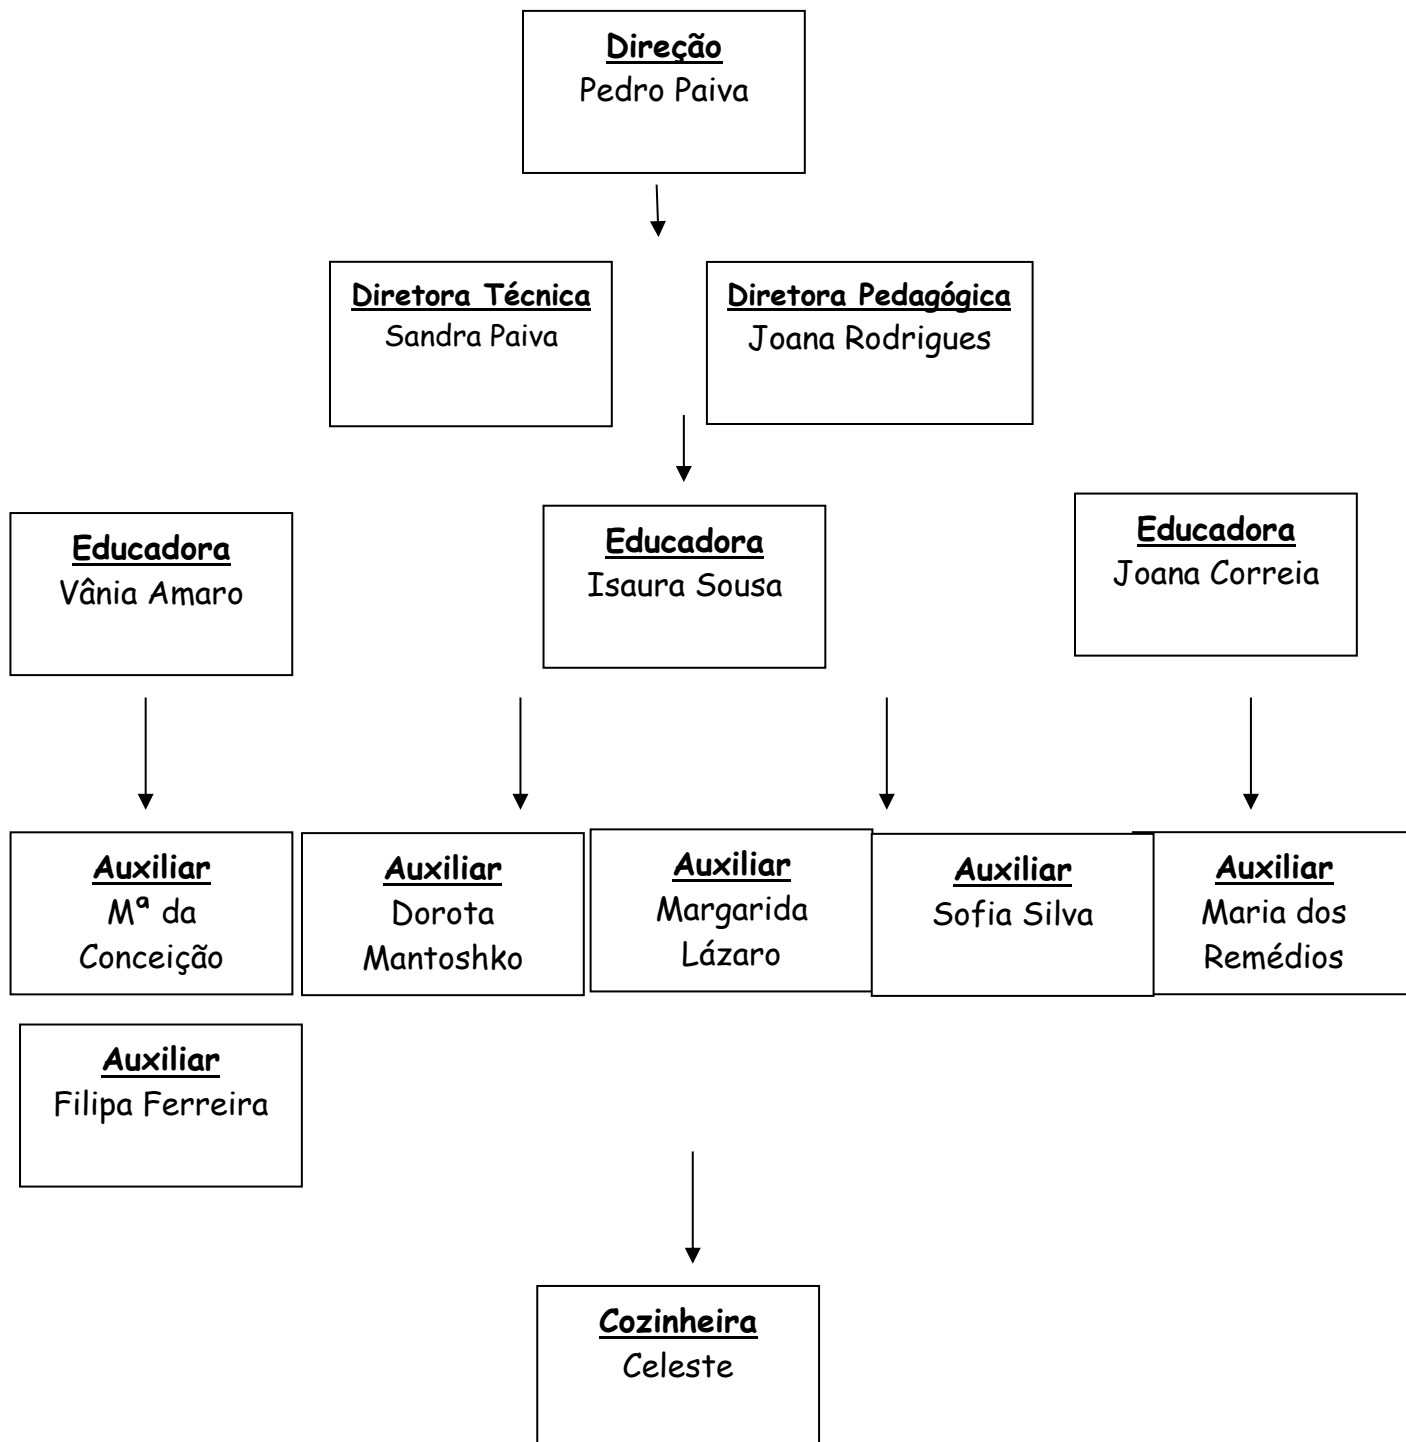 Direção
Pedro Paiva
Diretora Técnica
Sandra Paiva
Diretora Pedagógica
Joana Rodrigues
Educadora
Vânia Amaro
Educadora
Isaura Sousa
Educadora
Joana Correia
Auxiliar
Mª da
Conceição
Auxiliar
Dorota
Mantoshko
Auxiliar
Margarida
Lázaro
Auxiliar
Sofia Silva
Auxiliar
Maria dos
Remédios
Auxiliar
Filipa Ferreira
Cozinheira
Celeste